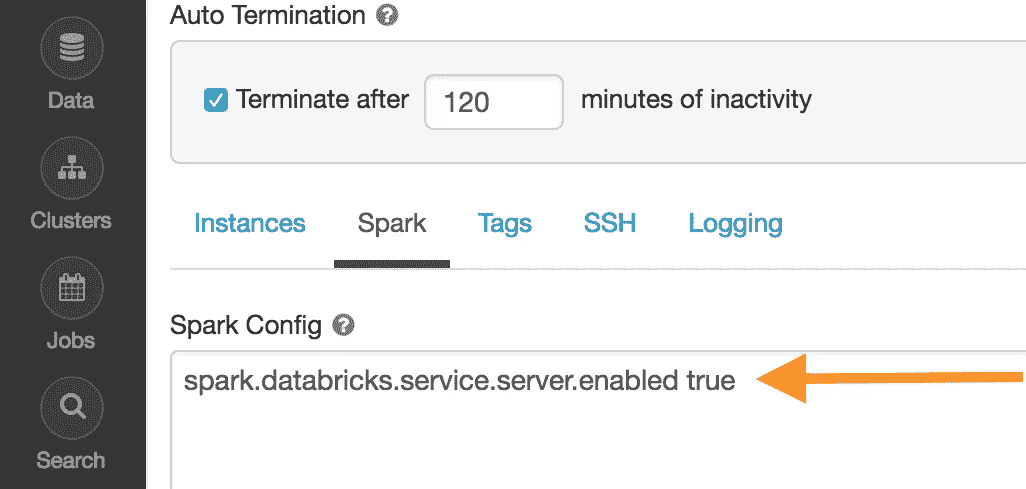 Auto Termination ?
Data
Terminate after 120 minutes of inactivity
Clusters
Instances Spark Tags SSH Logging
Jobs
Spark Config ?
spark.databricks.service.server.enabled true
Search